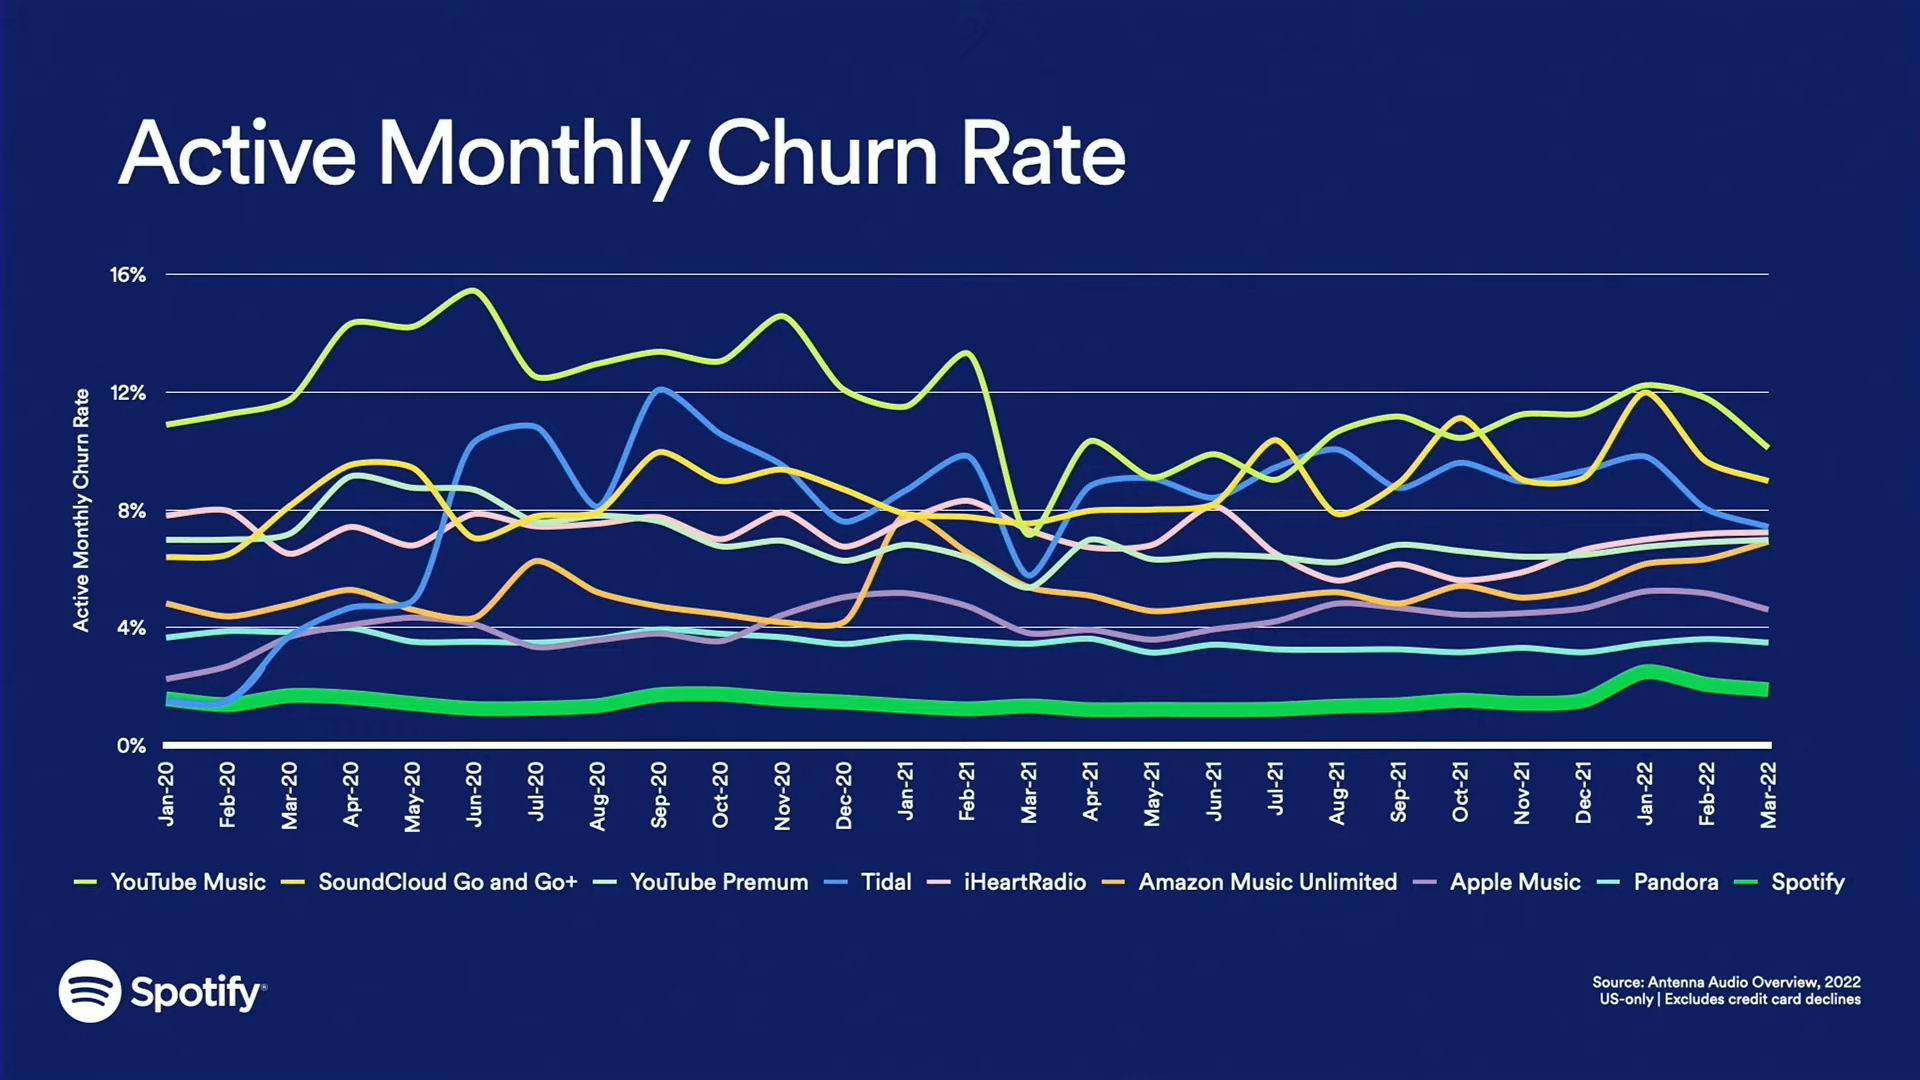 Active Monthly Churn Rate
16%
12%
8%
4%
0%
Active Monthly Churn Rate
Jan-20
Feb-20
Mar-20
Apr-20
May-20
Jun-20
Jul-20
Aug-20
Sep-20
Oct-20
Nov-20
Dec-20
Jan-21
Feb-21
Mar-21
Apr-21
May-21
Jun-21
Jul-21
Aug-21
Sep-21
Oct-21
Nov-21
Dec-21
Jan-22
Feb-22
Mar-22
YouTube Music SoundCloud Go and Go+ YouTube Premum Tidal iHeartRadio Amazon Music Unlimited Apple Music Pandora Spotify
Spotify®
Source: Antenna Audio Overview, 2022
US-only | Excludes credit card declines